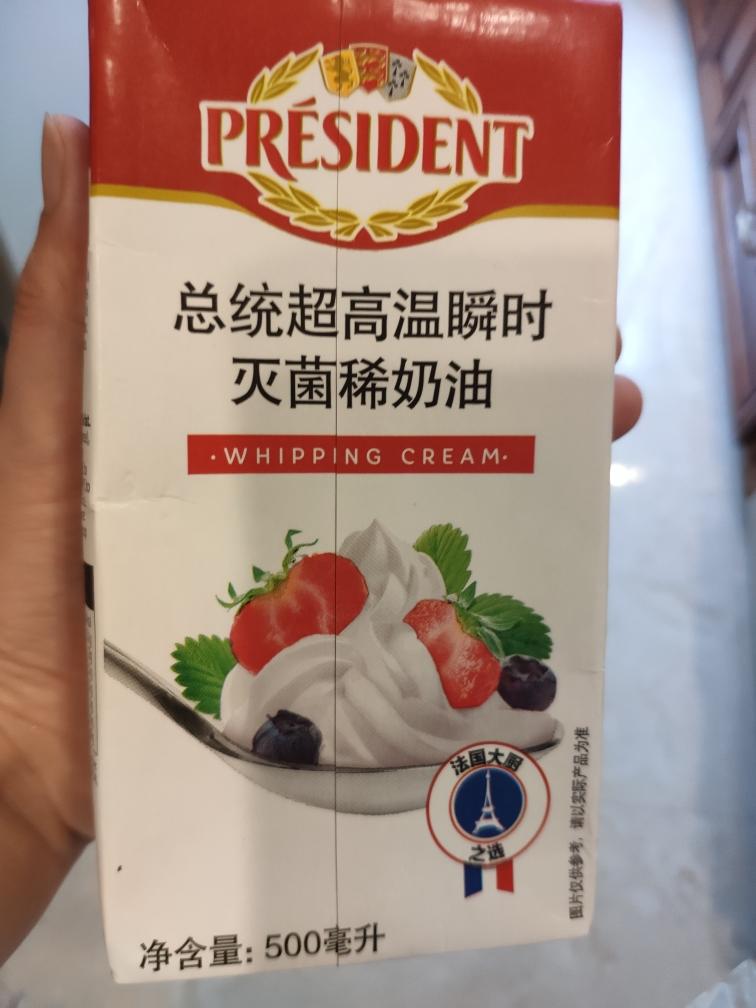 PRÉSIDENT
总统超高温瞬时
灭菌稀奶油
·WHIPPING CREAM·
法国大厨
之选
图片仅供参考，请以实际产品为准
净含量: 500毫升